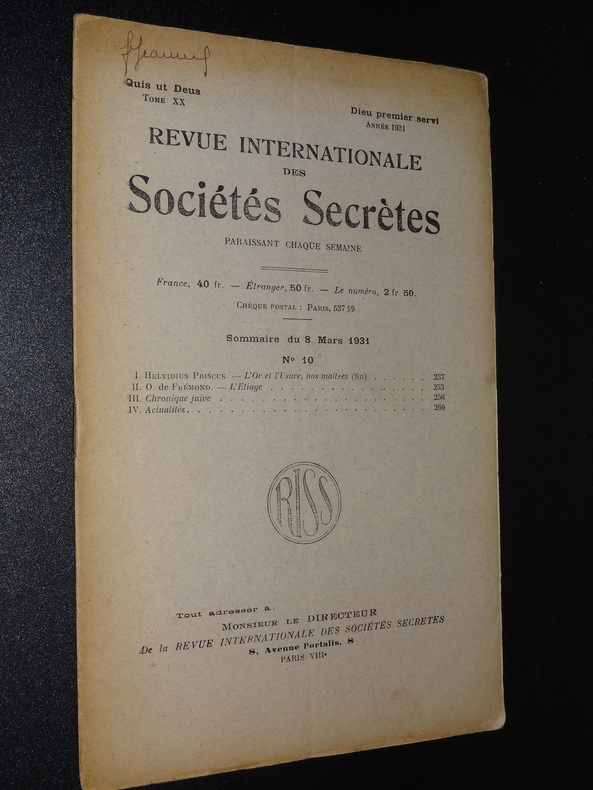 Quis ut Deus
Tome XX
Dieu premier servi
Année 1931
REVUE INTERNATIONALE
DES
Sociétés Secrètes
PARAISSANT CHAQUE SEMAINE
France, 40 fr. — Étranger, 50 fr. — Le numéro, 2 fr. 50.
Chèque postal : Paris, 537.99
Sommaire du 8 Mars 1931
No 10
I. Helvidius Priscus — L'Or et l'Usure, nos maîtres (fin) . . . . . . 237
II. O. de Frémond. — L'Etiage . . . . . . . . . . . . . . . . 253
III. Chronique juive . . . . . . . . . . . . . . . . . . . . 256
IV. Actualités. . . . . . . . . . . . . . . . . . . . . . . 260
RISS
Tout adresser à.
Monsieur le DIRECTEUR
De la REVUE INTERNATIONALE DES SOCIÉTÉS SECRETES
8, Avenue Portalis, 8
PARIS VIIIe